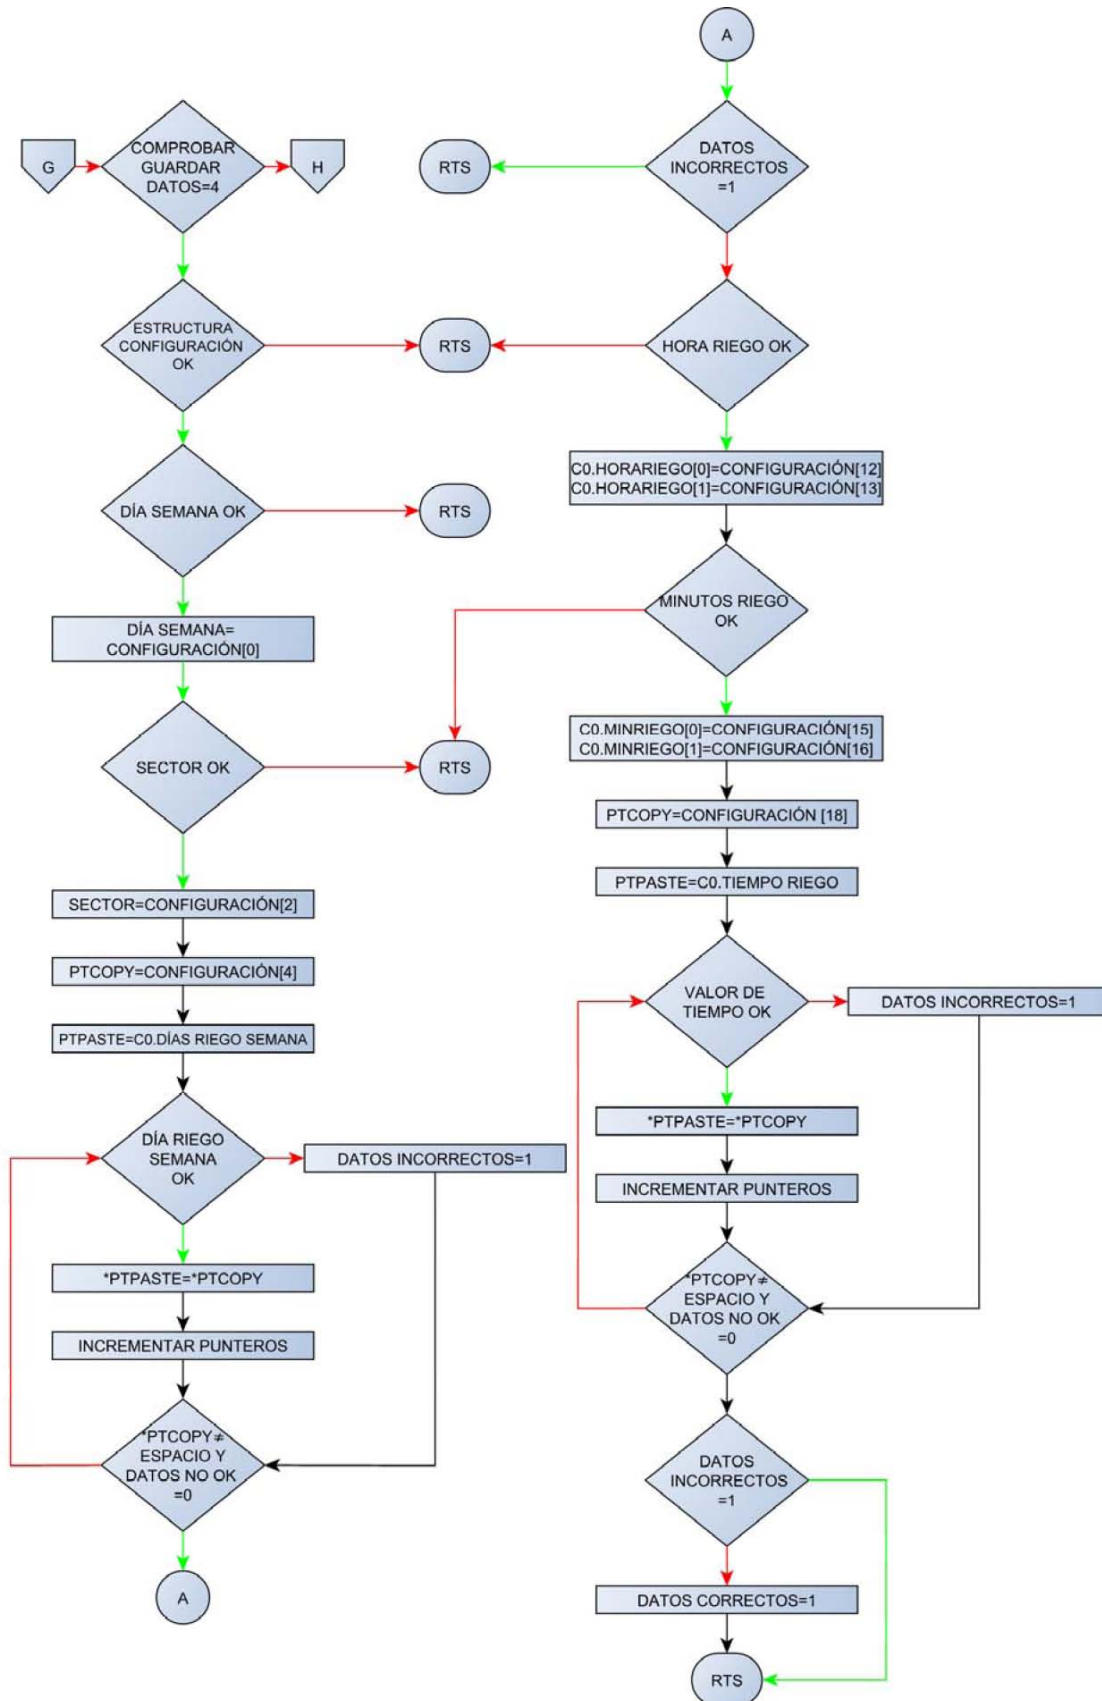 G
COMPROBAR
GUARDAR
DATOS=4
H
ESTRUCTURA
CONFIGURACIÓN
OK
RTS
DÍA SEMANA OK
RTS
DÍA SEMANA=
CONFIGURACIÓN[0]
SECTOR OK
RTS
SECTOR=CONFIGURACIÓN[2]
PTCOPY=CONFIGURACIÓN[4]
PTPASTE=C0.DÍAS RIEGO SEMANA
DÍA RIEGO
SEMANA
OK
DATOS INCORRECTOS=1
*PTPASTE=*PTCOPY
INCREMENTAR PUNTEROS
*PTCOPY≠
ESPACIO Y
DATOS NO OK
=0
A
A
DATOS
INCORRECTOS
=1
RTS
HORA RIEGO OK
C0.HORARIEGO[0]=CONFIGURACIÓN[12]
C0.HORARIEGO[1]=CONFIGURACIÓN[13]
*MINUTOS RIEGO
OK
C0.MINRIEGO[0]=CONFIGURACIÓN[15]
C0.MINRIEGO[1]=CONFIGURACIÓN[16]
PTCOPY=CONFIGURACIÓN [18]
PTPASTE=C0.TIEMPO RIEGO
VALOR DE
TIEMPO OK
DATOS INCORRECTOS=1
*PTPASTE=*PTCOPY
INCREMENTAR PUNTEROS
*PTCOPY≠
ESPACIO Y
DATOS NO OK
=0
DATOS
INCORRECTOS
=1
DATOS CORRECTOS=1
RTS